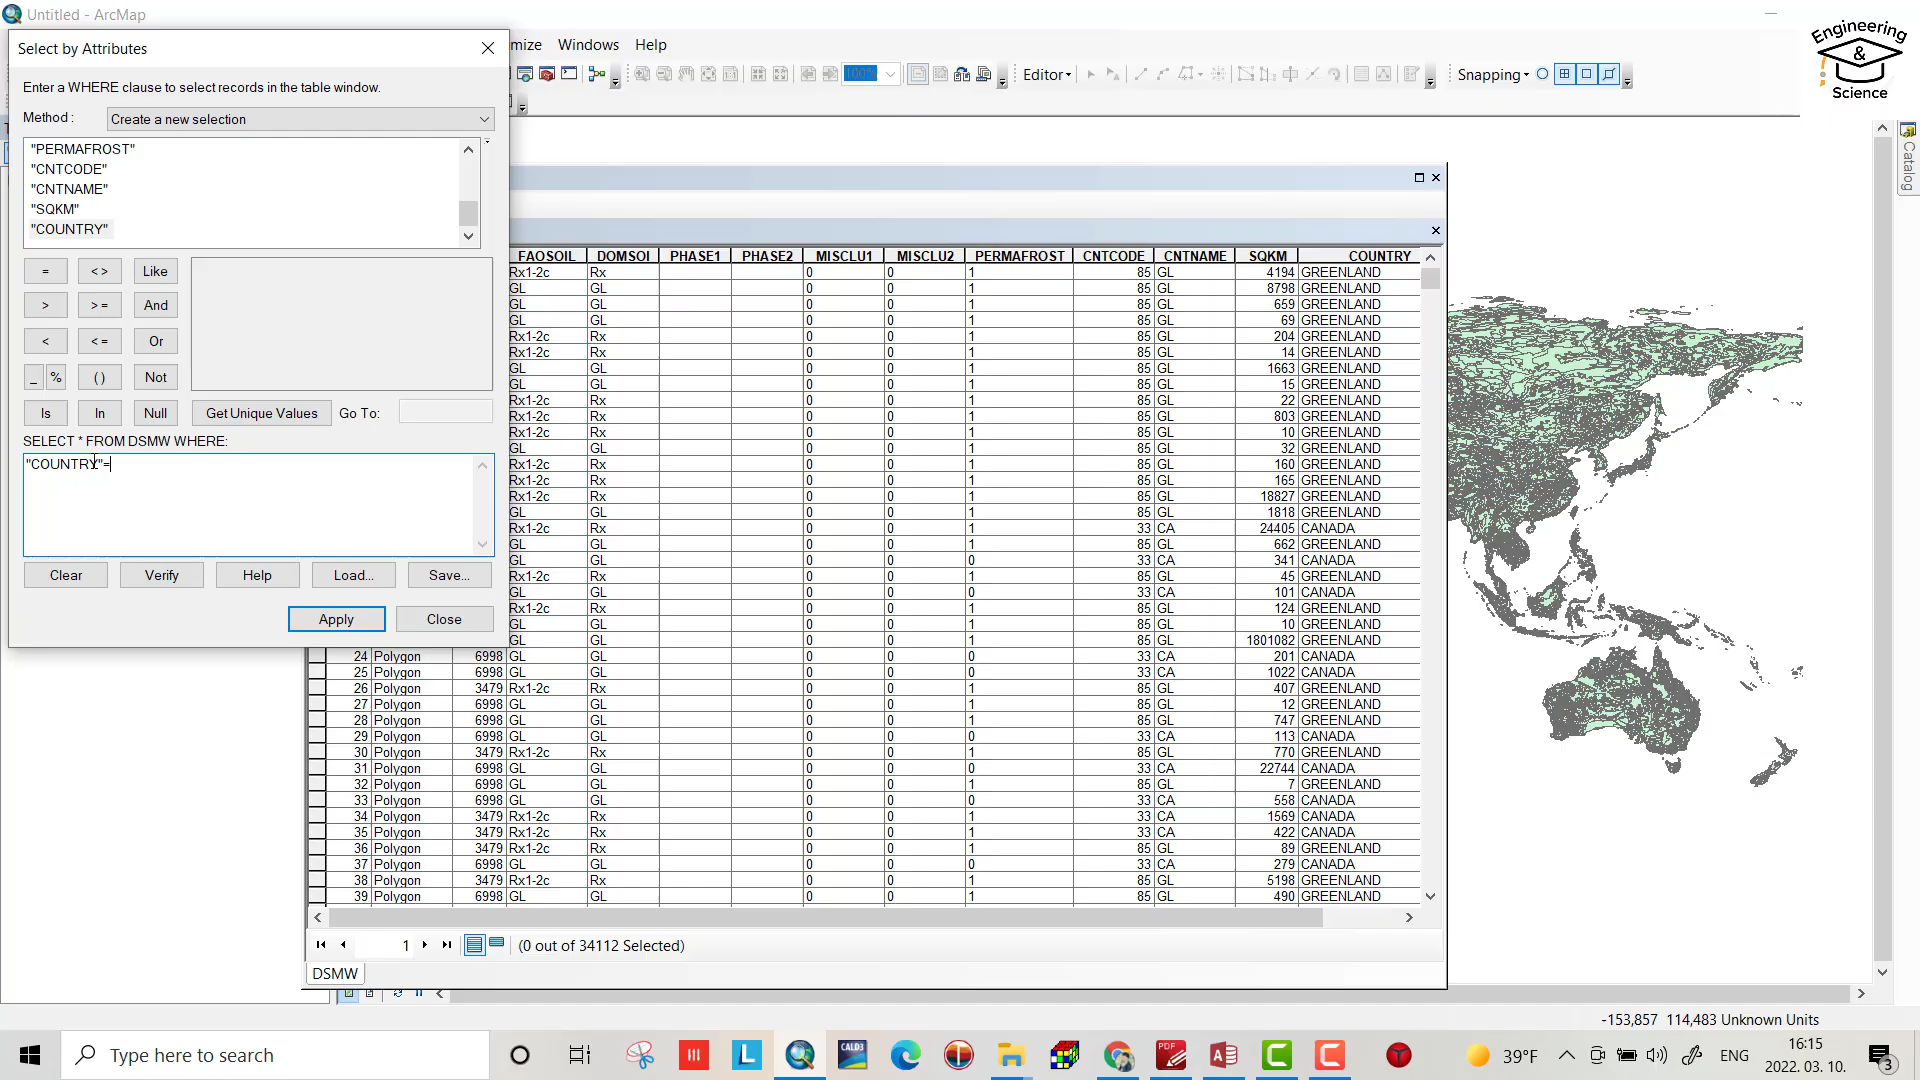 Untitled - ArcMap
Select by Attributes
mize Windows Help
Engineering
&
Science
Enter a WHERE clause to select records in the table window.
100%
Editor
Snapping
Method : Create a new selection
"PERMAFROST"
"CNTCODE"
"CNTNAME"
"SQKM"
"COUNTRY"
Catalog
= < > Like
> > = And
< < = Or
_ % ( ) Not
Is In Null Get Unique Values Go To:
SELECT * FROM DSMW WHERE:
"COUNTRY"=
Clear Verify Help Load... Save...
Apply Close
FAOSOIL DOMSOI PHASE1 PHASE2 MISCLU1 MISCLU2 PERMAFROST CNTCODE CNTNAME SQKM COUNTRY
Rx1-2c Rx 0 0 1 85 GL 4194 GREENLAND
GL GL 0 0 1 85 GL 8798 GREENLAND
GL GL 0 0 1 85 GL 659 GREENLAND
GL GL 0 0 1 85 GL 69 GREENLAND
Rx1-2c Rx 0 0 1 85 GL 204 GREENLAND
Rx1-2c Rx 0 0 1 85 GL 14 GREENLAND
GL GL 0 0 1 85 GL 1663 GREENLAND
GL GL 0 0 1 85 GL 15 GREENLAND
Rx1-2c Rx 0 0 1 85 GL 22 GREENLAND
Rx1-2c Rx 0 0 1 85 GL 803 GREENLAND
Rx1-2c Rx 0 0 1 85 GL 10 GREENLAND
GL GL 0 0 1 85 GL 32 GREENLAND
Rx1-2c Rx 0 0 1 85 GL 160 GREENLAND
Rx1-2c Rx 0 0 1 85 GL 165 GREENLAND
Rx1-2c Rx 0 0 1 85 GL 18827 GREENLAND
GL GL 0 0 1 85 GL 1818 GREENLAND
Rx1-2c Rx 0 0 1 33 CA 24405 CANADA
GL GL 0 0 1 85 GL 662 GREENLAND
GL GL 0 0 0 33 CA 341 CANADA
Rx1-2c Rx 0 0 1 85 GL 45 GREENLAND
GL GL 0 0 0 33 CA 101 CANADA
Rx1-2c Rx 0 0 1 85 GL 124 GREENLAND
GL GL 0 0 1 85 GL 10 GREENLAND
GL GL 0 0 1 85 GL 1801082 GREENLAND
24 Polygon 6998 GL GL 0 0 0 33 CA 201 CANADA
25 Polygon 6998 GL GL 0 0 0 33 CA 1022 CANADA
26 Polygon 3479 Rx1-2c Rx 0 0 1 85 GL 407 GREENLAND
27 Polygon 6998 GL GL 0 0 1 85 GL 12 GREENLAND
28 Polygon 6998 GL GL 0 0 1 85 GL 747 GREENLAND
29 Polygon 6998 GL GL 0 0 0 33 CA 113 CANADA
30 Polygon 3479 Rx1-2c Rx 0 0 1 85 GL 770 GREENLAND
31 Polygon 6998 GL GL 0 0 0 33 CA 22744 CANADA
32 Polygon 6998 GL GL 0 0 1 85 GL 7 GREENLAND
33 Polygon 6998 GL GL 0 0 0 33 CA 558 CANADA
34 Polygon 3479 Rx1-2c Rx 0 0 1 33 CA 1569 CANADA
35 Polygon 3479 Rx1-2c Rx 0 0 1 33 CA 422 CANADA
36 Polygon 3479 Rx1-2c Rx 0 0 1 85 GL 89 GREENLAND
37 Polygon 6998 GL GL 0 0 0 33 CA 279 CANADA
38 Polygon 3479 Rx1-2c Rx 0 0 1 85 GL 5198 GREENLAND
39 Polygon 6998 GL GL 0 0 1 85 GL 490 GREENLAND
1 (0 out of 34112 Selected)
DSMW
-153,857 114,483 Unknown Units
Type here to search
L
CALD3
PDF
A
C
C
39°F
ENG
16:15
2022. 03. 10.
3